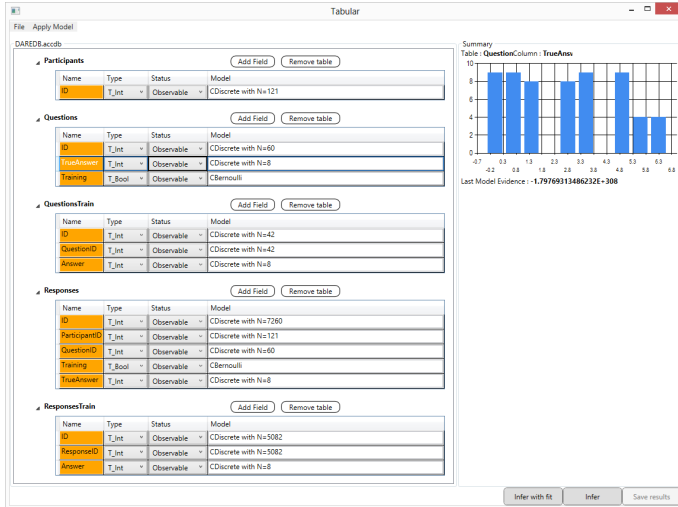 Tabular
File Apply Model
DAREDB.accdb
Participants Add Field Remove table
Name Type Status Model
ID T_Int Observable CDiscrete with N=121
Questions Add Field Remove table
Name Type Status Model
ID T_Int Observable CDiscrete with N=60
TrueAnswer T_Int Observable CDiscrete with N=8
Training T_Bool Observable CBernoulli
QuestionsTrain Add Field Remove table
Name Type Status Model
ID T_Int Observable CDiscrete with N=42
QuestionID T_Int Observable CDiscrete with N=42
Answer T_Int Observable CDiscrete with N=8
Responses Add Field Remove table
Name Type Status Model
ID T_Int Observable CDiscrete with N=7260
ParticipantID T_Int Observable CDiscrete with N=121
QuestionID T_Int Observable CDiscrete with N=60
Training T_Bool Observable CBernoulli
TrueAnswer T_Int Observable CDiscrete with N=8
ResponsesTrain Add Field Remove table
Name Type Status Model
ID T_Int Observable CDiscrete with N=5082
ResponseID T_Int Observable CDiscrete with N=5082
Answer T_Int Observable CDiscrete with N=8
Summary
Table : QuestionColumn : TrueAnsw
10
8
6
4
2
0
-0.7 0.3 1.3 2.3 3.3 4.3 5.3 6.3
-0.2 0.8 1.8 2.8 3.8 4.8 5.8 6.8
Last Model Evidence : -1.79769313486232E+308
Infer with fit Infer Save results